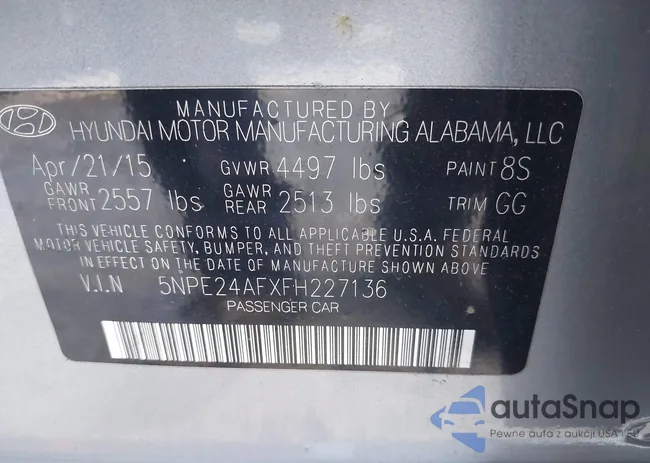 MANUFACTURED BY
HYUNDAI MOTOR MANUFACTURING ALABAMA, LLC
Apr/21/15 GVWR 4497 lbs PAINT 8S
GAWR FRONT 2557 lbs GAWR REAR 2513 lbs TRIM GG
THIS VEHICLE CONFORMS TO ALL APPLICABLE U.S.A. FEDERAL
MOTOR VEHICLE SAFETY, BUMPER, AND THEFT PREVENTION STANDARDS
IN EFFECT ON THE DATE OF MANUFACTURE SHOWN ABOVE.
V.I.N 5NPE24AFXFH227136
PASSENGER CAR
autaSnap
Pewne auta z aukcji USA i EU